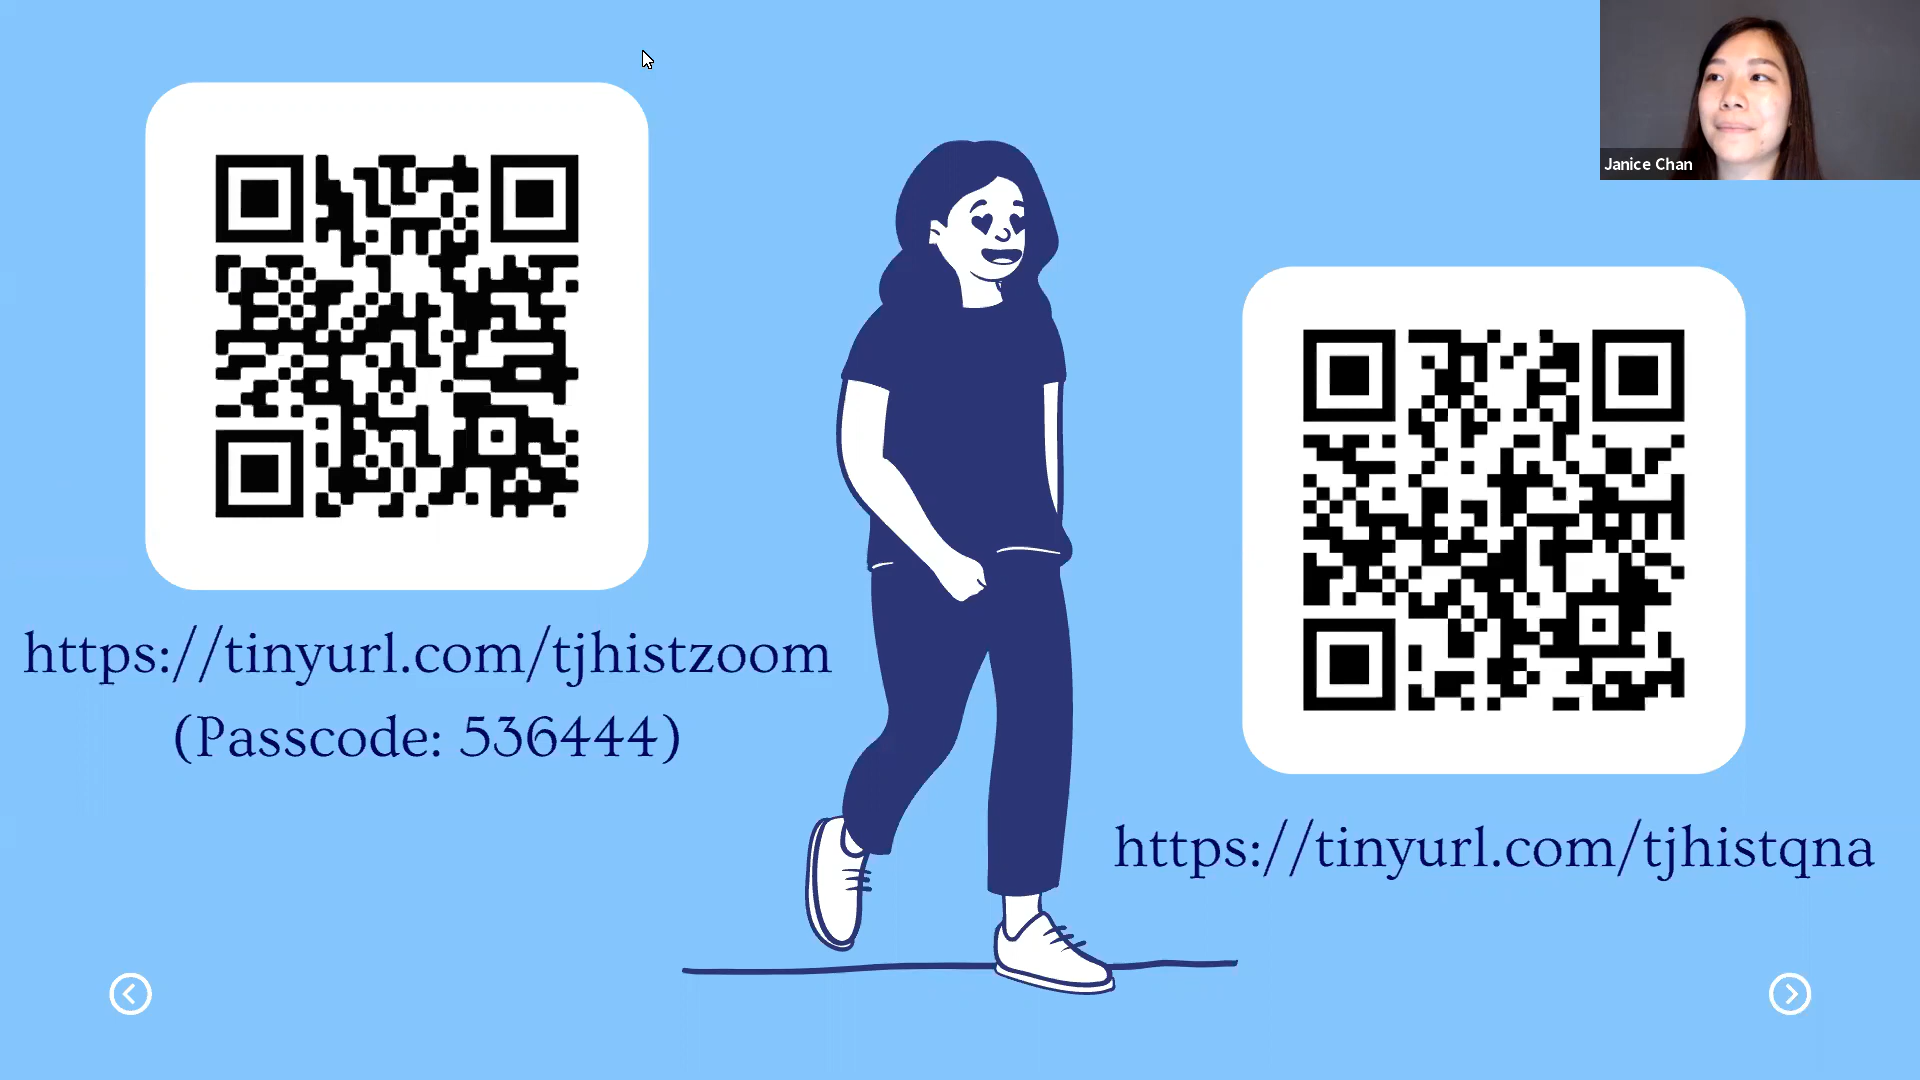 Janice Chan
https://tinyurl.com/tjhistzoom
(Passcode: 536444)
https://tinyurl.com/tjhistqna